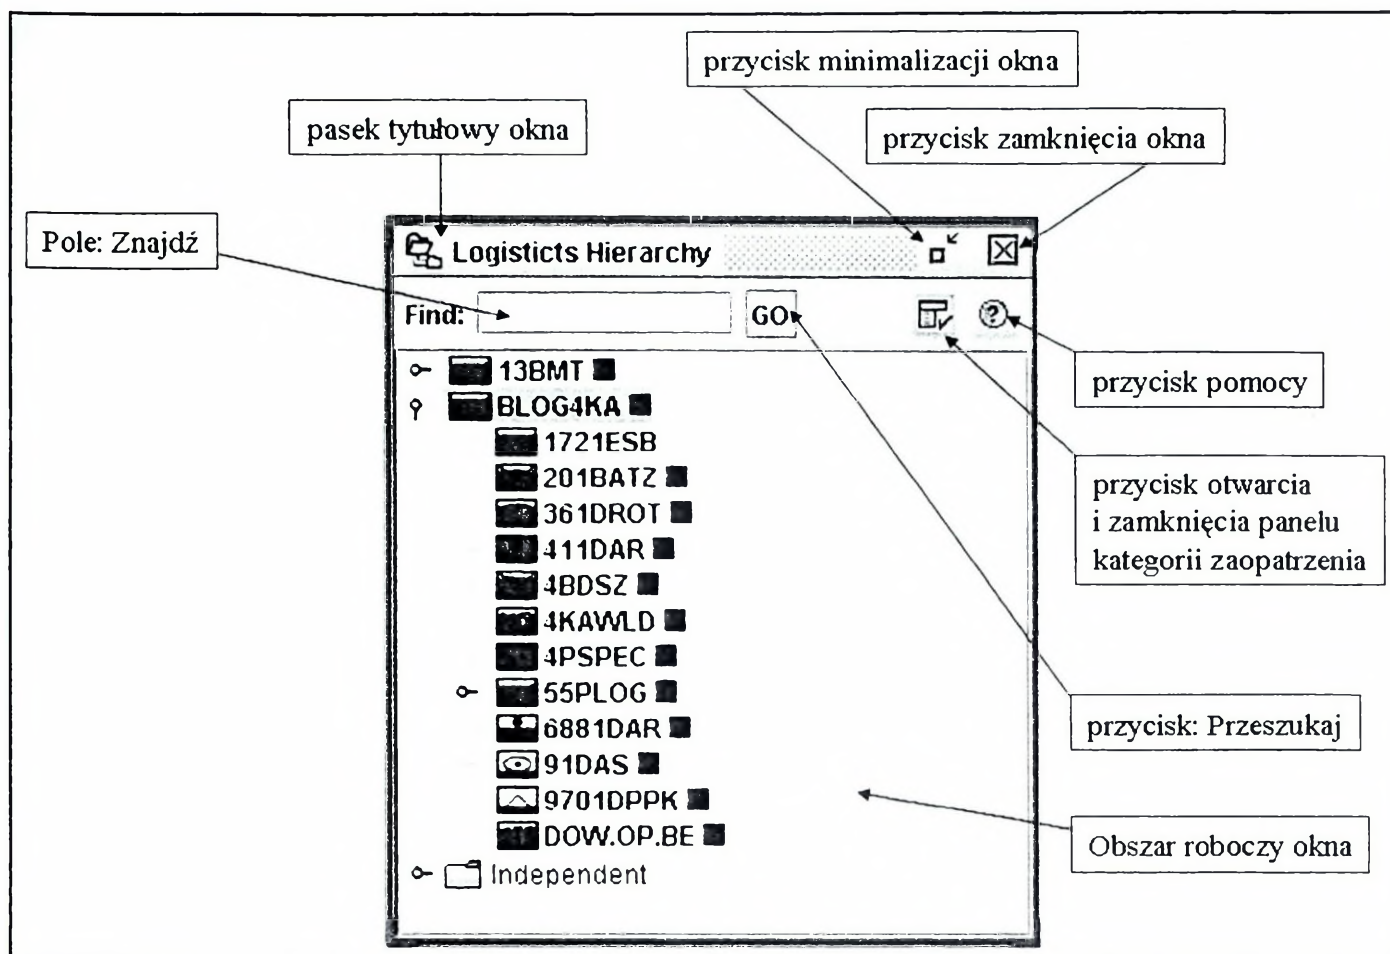 przycisk minimalizacji okna
pasek tytułowy okna
przycisk zamknięcia okna
Pole: Znajdź
Logisticts Hierarchy
Find:
GO
13BMT
BLOG4KA
1721ESB
201BATZ
361DROT
411DAR
4BDSZ
4KAWLD
4PSPEC
55PLOG
6881DAR
91DAS
9701DPPK
DOW.OP.BE
Independent
przycisk pomocy
przycisk otwarcia
i zamknięcia panelu
kategorii zaopatrzenia
przycisk: Przeszukaj
Obszar roboczy okna